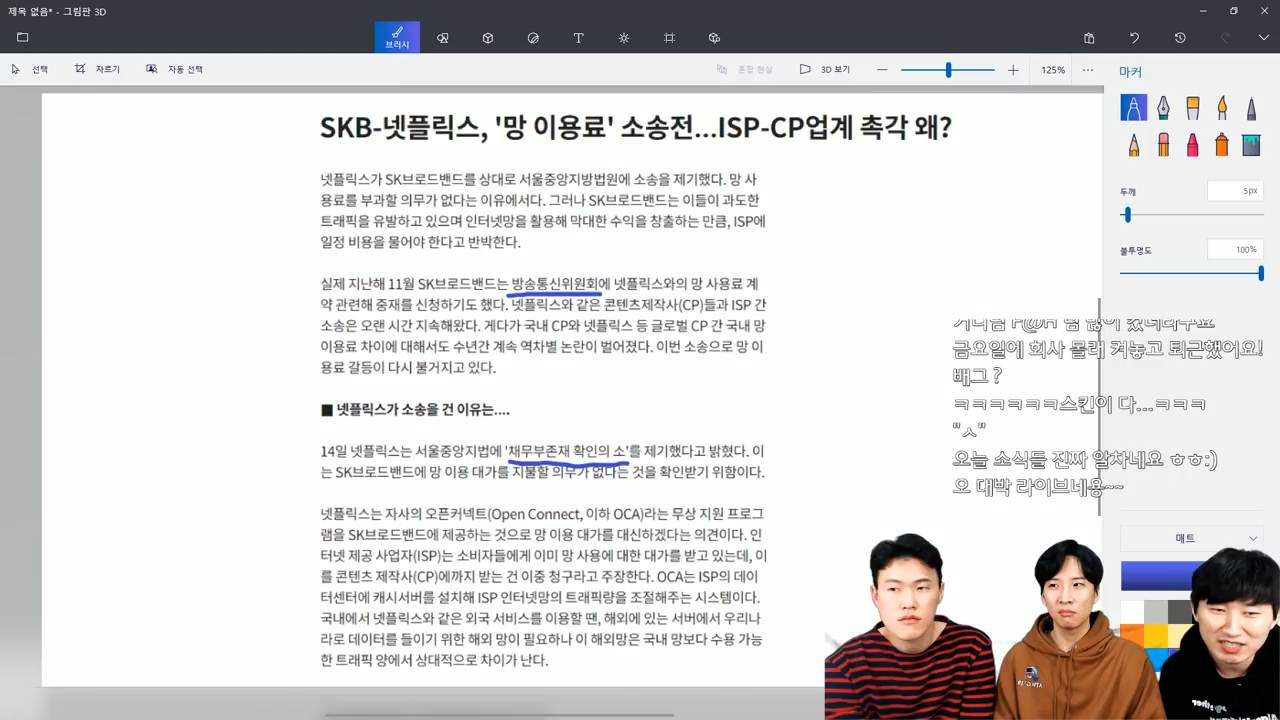 제목 없음* - 그림판 3D
브러시
선택
자르기
자동 선택
혼합 현실
3D 보기
125%
마커
두께
5px
불투명도
100%
매트
SKB-넷플릭스, '망 이용료' 소송전...ISP-CP업계 촉각 왜?
넷플릭스가 SK브로드밴드를 상대로 서울중앙지방법원에 소송을 제기했다. 망 사
용료를 부과할 의무가 없다는 이유에서다. 그러나 SK브로드밴드는 이들이 과도한
트래픽을 유발하고 있으며 인터넷망을 활용해 막대한 수익을 창출하는 만큼, ISP에
일정 비용을 물어야 한다고 반박한다.
실제 지난해 11월 SK브로드밴드는 방송통신위원회에 넷플릭스와의 망 사용료 계
약 관련해 중재를 신청하기도 했다. 넷플릭스와 같은 콘텐츠제작사(CP)들과 ISP 간
소송은 오랜 시간 지속해왔다. 게다가 국내 CP와 넷플릭스 등 글로벌 CP 간 국내 망
이용료 차이에 대해서도 수년간 계속 역차별 논란이 벌어졌다. 이번 소송으로 망 이
용료 갈등이 다시 불거지고 있다.
■ 넷플릭스가 소송을 건 이유는....
14일 넷플릭스는 서울중앙지법에 '채무부존재 확인의 소'를 제기했다고 밝혔다. 이
는 SK브로드밴드에 망 이용 대가를 지불할 의무가 없다는 것을 확인받기 위함이다.
넷플릭스는 자사의 오픈커넥트(Open Connect, 이하 OCA)라는 무상 지원 프로그
램을 SK브로드밴드에 제공하는 것으로 망 이용 대가를 대신하겠다는 의견이다. 인
터넷 제공 사업자(ISP)는 소비자들에게 이미 망 사용에 대한 대가를 받고 있는데, 이
를 콘텐츠 제작사(CP)에까지 받는 건 이중 청구라고 주장한다. OCA는 ISP의 데이
터센터에 캐시서버를 설치해 ISP 인터넷망의 트래픽량을 조절해주는 시스템이다.
국내에서 넷플릭스와 같은 외국 서비스를 이용할 땐, 해외에 있는 서버에서 우리나
라로 데이터를 들이기 위한 해외 망이 필요하나 이 해외망은 국내 망보다 수용 가능
한 트래픽 양에서 상대적으로 차이가 난다.
금요일에 회사 몰래 켜놓고 퇴근했어요!
배그 ?
ㅋㅋㅋㅋㅋㅋ스킨이 다...ㅋㅋㅋ
"ㅅ"
오늘 소식들 진짜 알차네요 ㅎㅎ:)
오 대박 라이브네용~~